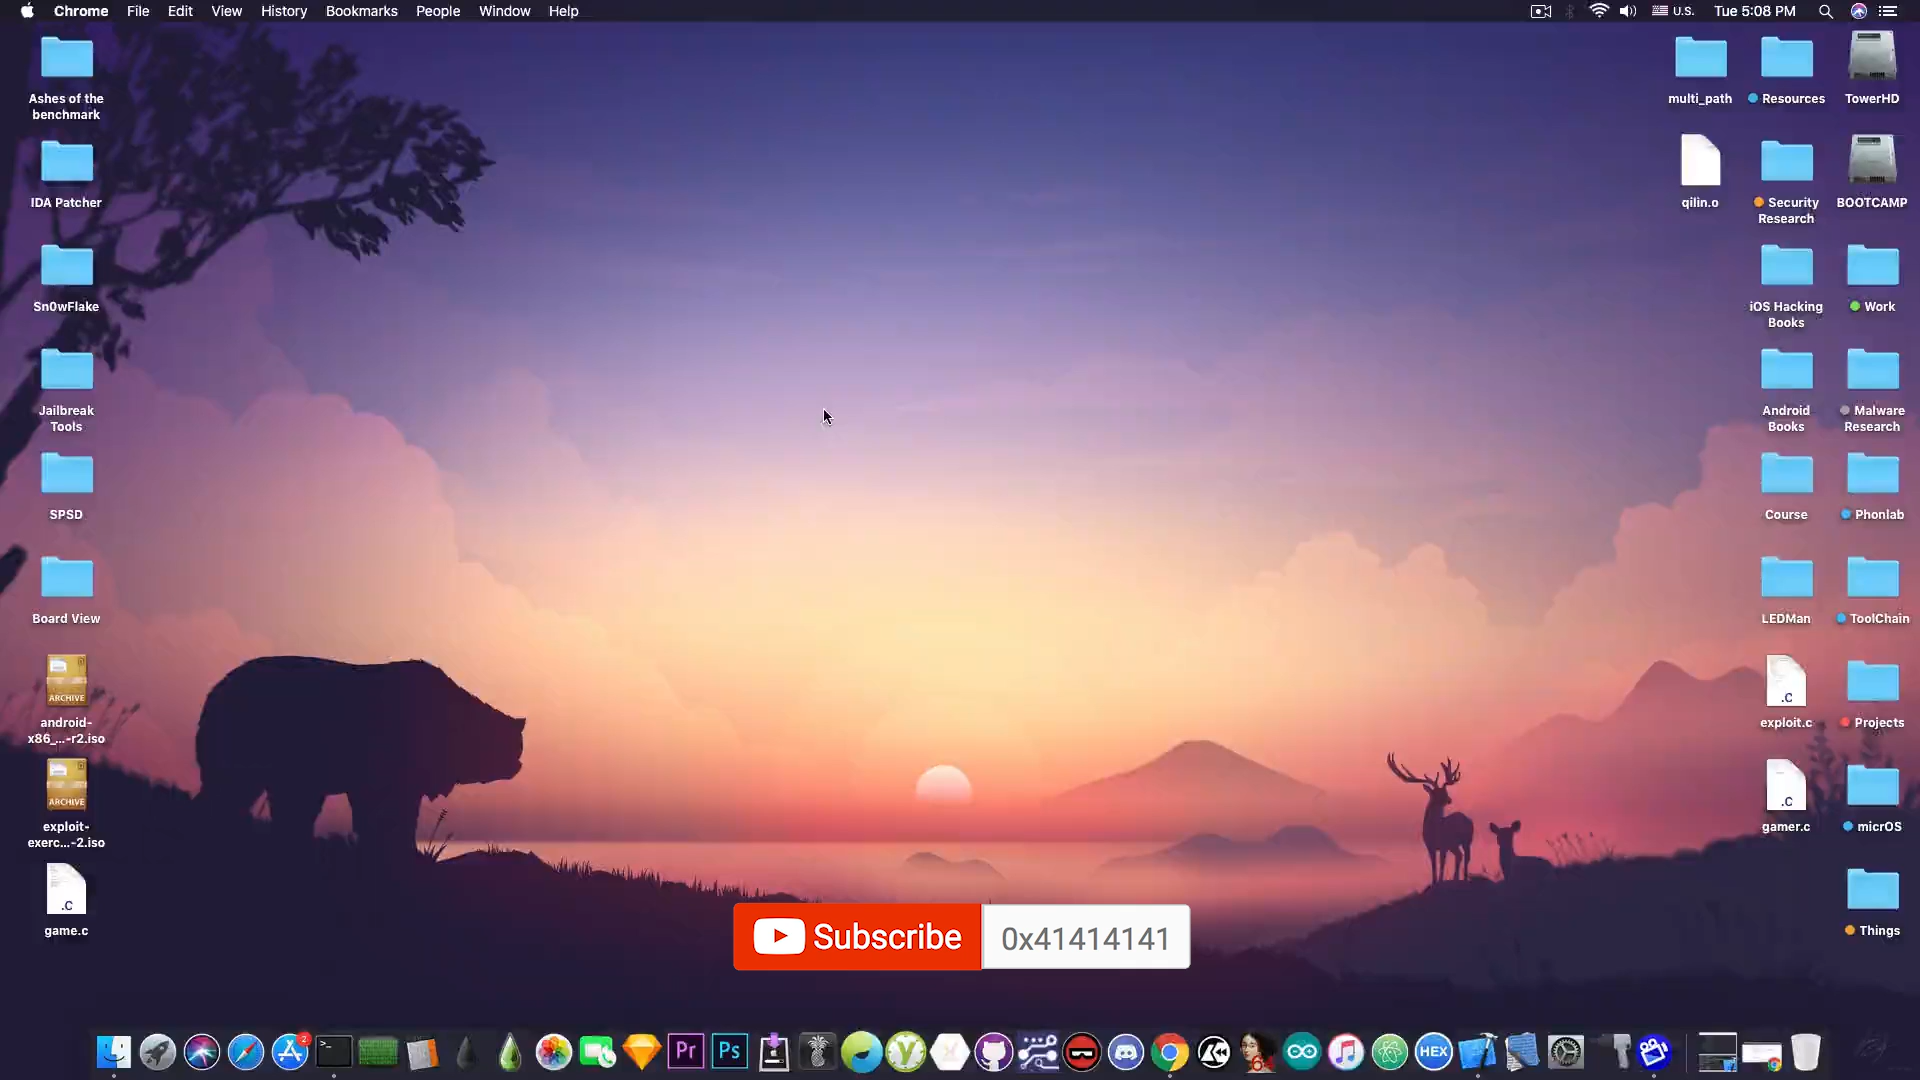 Chrome File Edit View History Bookmarks People Window Help
U.S. Tue 5:08 PM
Ashes of the
benchmark
IDA Patcher
Sn0wFlake
Jailbreak
Tools
SPSD
Board View
ARCHIVE
android-
x86_...-r2.iso
ARCHIVE
exploit-
exerc...-2.iso
.C
game.c
multi_path
Resources
TowerHD
qilin.o
Security
Research
BOOTCAMP
iOS Hacking
Books
Work
Android
Books
Malware
Research
Course
Phonlab
LEDMan
ToolChain
.C
exploit.c
Projects
.C
gamer.c
micrOS
Things
Subscribe
0x41414141
2
>_
Pr
Ps
HEX